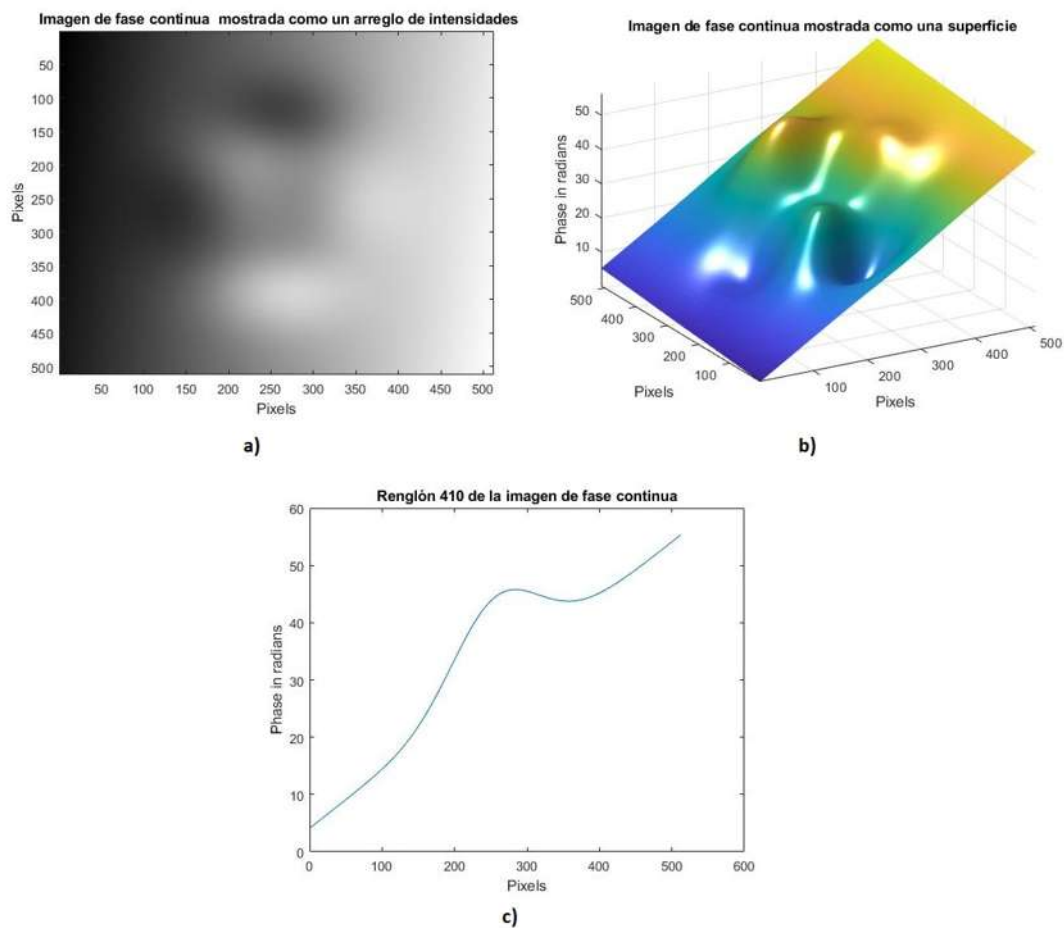 Imagen de fase continua  mostrada como un arreglo de intensidades
50
100
150
200
250
300
350
400
450
500
Pixels
50 100 150 200 250 300 350 400 450 500
Pixels
a)
Imagen de fase continua mostrada como una superficie
50
40
30
20
10
Phase in radians
500
400
300
200
100
Pixels
100
200
300
400
500
Pixels
b)
Renglón 410 de la imagen de fase continua
60
50
40
30
20
10
0
Phase in radians
0 100 200 300 400 500 600
Pixels
c)